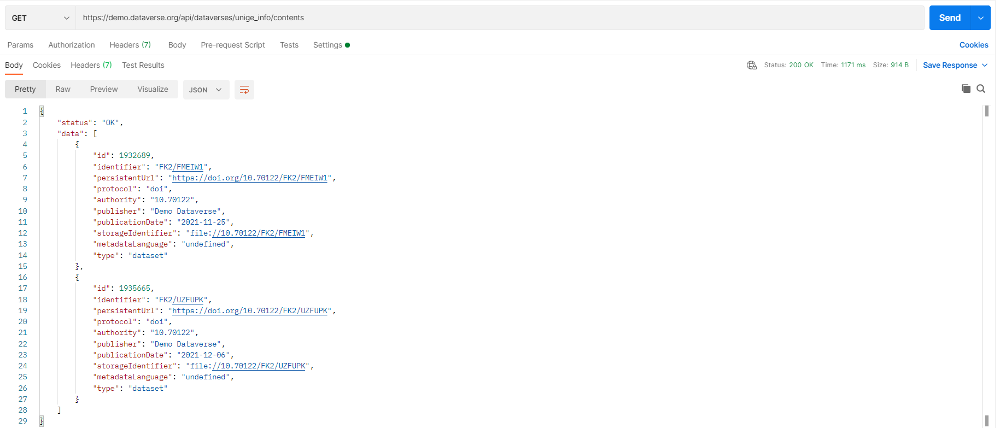 GET https://demo.dataverse.org/api/dataverses/unige_info/contents Send
Params Authorization Headers (7) Body Pre-request Script Tests Settings Cookies
Body Cookies Headers (7) Test Results Status: 200 OK Time: 1171 ms Size: 914 B Save Response
Pretty Raw Preview Visualize JSON
1 {
2 "status": "OK",
3 "data": [
4 {
5 "id": 1932689,
6 "identifier": "FK2/FMEIW1",
7 "persistentUrl": "https://doi.org/10.70122/FK2/FMEIW1",
8 "protocol": "doi",
9 "authority": "10.70122",
10 "publisher": "Demo Dataverse",
11 "publicationDate": "2021-11-25",
12 "storageIdentifier": "file://10.70122/FK2/FMEIW1",
13 "metadataLanguage": "undefined",
14 "type": "dataset"
15 },
16 {
17 "id": 1935665,
18 "identifier": "FK2/UZFUPK",
19 "persistentUrl": "https://doi.org/10.70122/FK2/UZFUPK",
20 "protocol": "doi",
21 "authority": "10.70122",
22 "publisher": "Demo Dataverse",
23 "publicationDate": "2021-12-06",
24 "storageIdentifier": "file://10.70122/FK2/UZFUPK",
25 "metadataLanguage": "undefined",
26 "type": "dataset"
27 }
28 ]
29 }